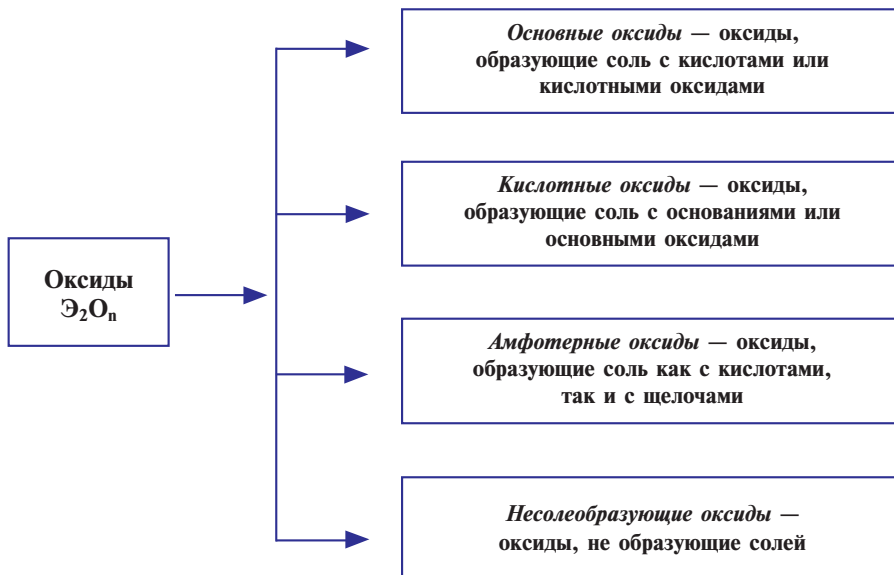 Основные оксиды — оксиды,
образующие соль с кислотами или
кислотными оксидами
Кислотные оксиды — оксиды,
образующие соль с основаниями или
основными оксидами
Оксиды
Э₂Oₙ
Амфотерные оксиды — оксиды,
образующие соль как с кислотами,
так и с щелочами
Несолеобразующие оксиды —
оксиды, не образующие солей